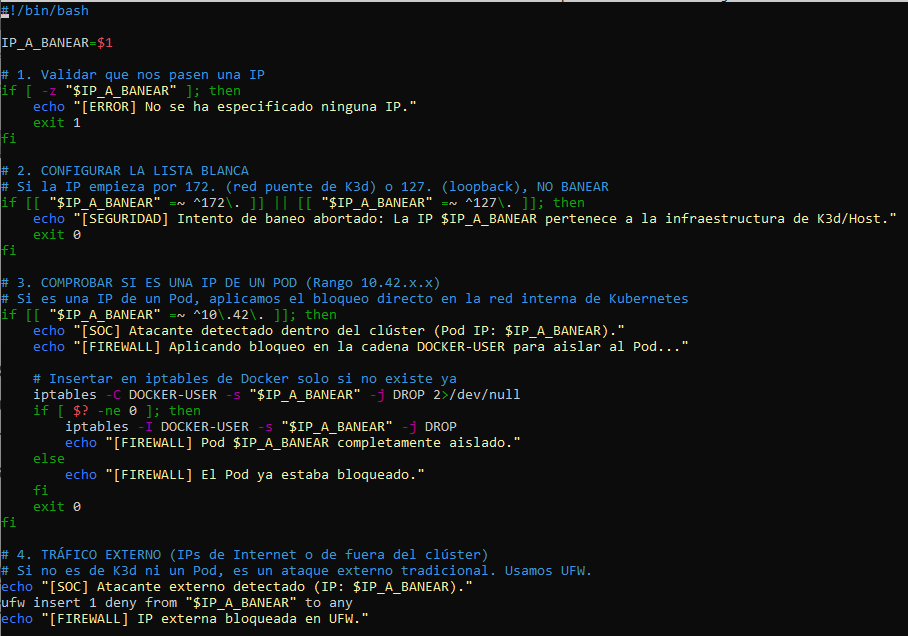 #!/bin/bash

IP_A_BANEAR=$1

# 1. Validar que nos pasen una IP
if [ -z "$IP_A_BANEAR" ]; then
    echo "[ERROR] No se ha especificado ninguna IP."
    exit 1
fi

# 2. CONFIGURAR LA LISTA BLANCA
# Si la IP empieza por 172. (red puente de K3d) o 127. (loopback), NO BANEAR
if [[ "$IP_A_BANEAR" =~ ^172\. ]] || [[ "$IP_A_BANEAR" =~ ^127\. ]]; then
    echo "[SEGURIDAD] Intento de baneo abortado: La IP $IP_A_BANEAR pertenece a la infraestructura de K3d/Host."
    exit 0
fi

# 3. COMPROBAR SI ES UNA IP DE UN POD (Rango 10.42.x.x)
# Si es una IP de un Pod, aplicamos el bloqueo directo en la red interna de Kubernetes
if [[ "$IP_A_BANEAR" =~ ^10\.42\. ]]; then
    echo "[SOC] Atacante detectado dentro del clúster (Pod IP: $IP_A_BANEAR)."
    echo "[FIREWALL] Aplicando bloqueo en la cadena DOCKER-USER para aislar al Pod..."

    # Insertar en iptables de Docker solo si no existe ya
    iptables -C DOCKER-USER -s "$IP_A_BANEAR" -j DROP 2>/dev/null
    if [ $? -ne 0 ]; then
        iptables -I DOCKER-USER -s "$IP_A_BANEAR" -j DROP
        echo "[FIREWALL] Pod $IP_A_BANEAR completamente aislado."
    else
        echo "[FIREWALL] El Pod ya estaba bloqueado."
    fi
    exit 0
fi

# 4. TRÁFICO EXTERNO (IPs de Internet o de fuera del clúster)
# Si no es de K3d ni un Pod, es un ataque externo tradicional. Usamos UFW.
echo "[SOC] Atacante externo detectado (IP: $IP_A_BANEAR)."
ufw insert 1 deny from "$IP_A_BANEAR" to any
echo "[FIREWALL] IP externa bloqueada en UFW."